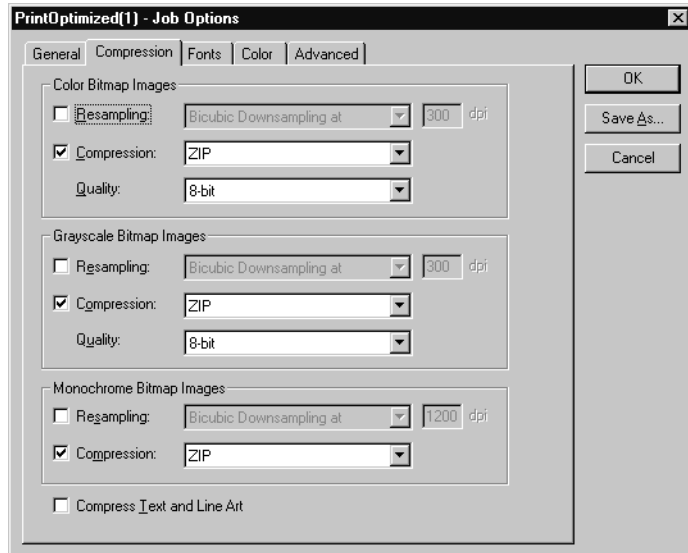 PrintOptimized(1) - Job Options
General Compression Fonts Color Advanced
Color Bitmap Images
Resampling: Bicubic Downsampling at 300 dpi
Compression: ZIP
Quality: 8-bit
Grayscale Bitmap Images
Resampling: Bicubic Downsampling at 300 dpi
Compression: ZIP
Quality: 8-bit
Monochrome Bitmap Images
Resampling: Bicubic Downsampling at 1200 dpi
Compression: ZIP
Compress Text and Line Art
OK
Save As...
Cancel